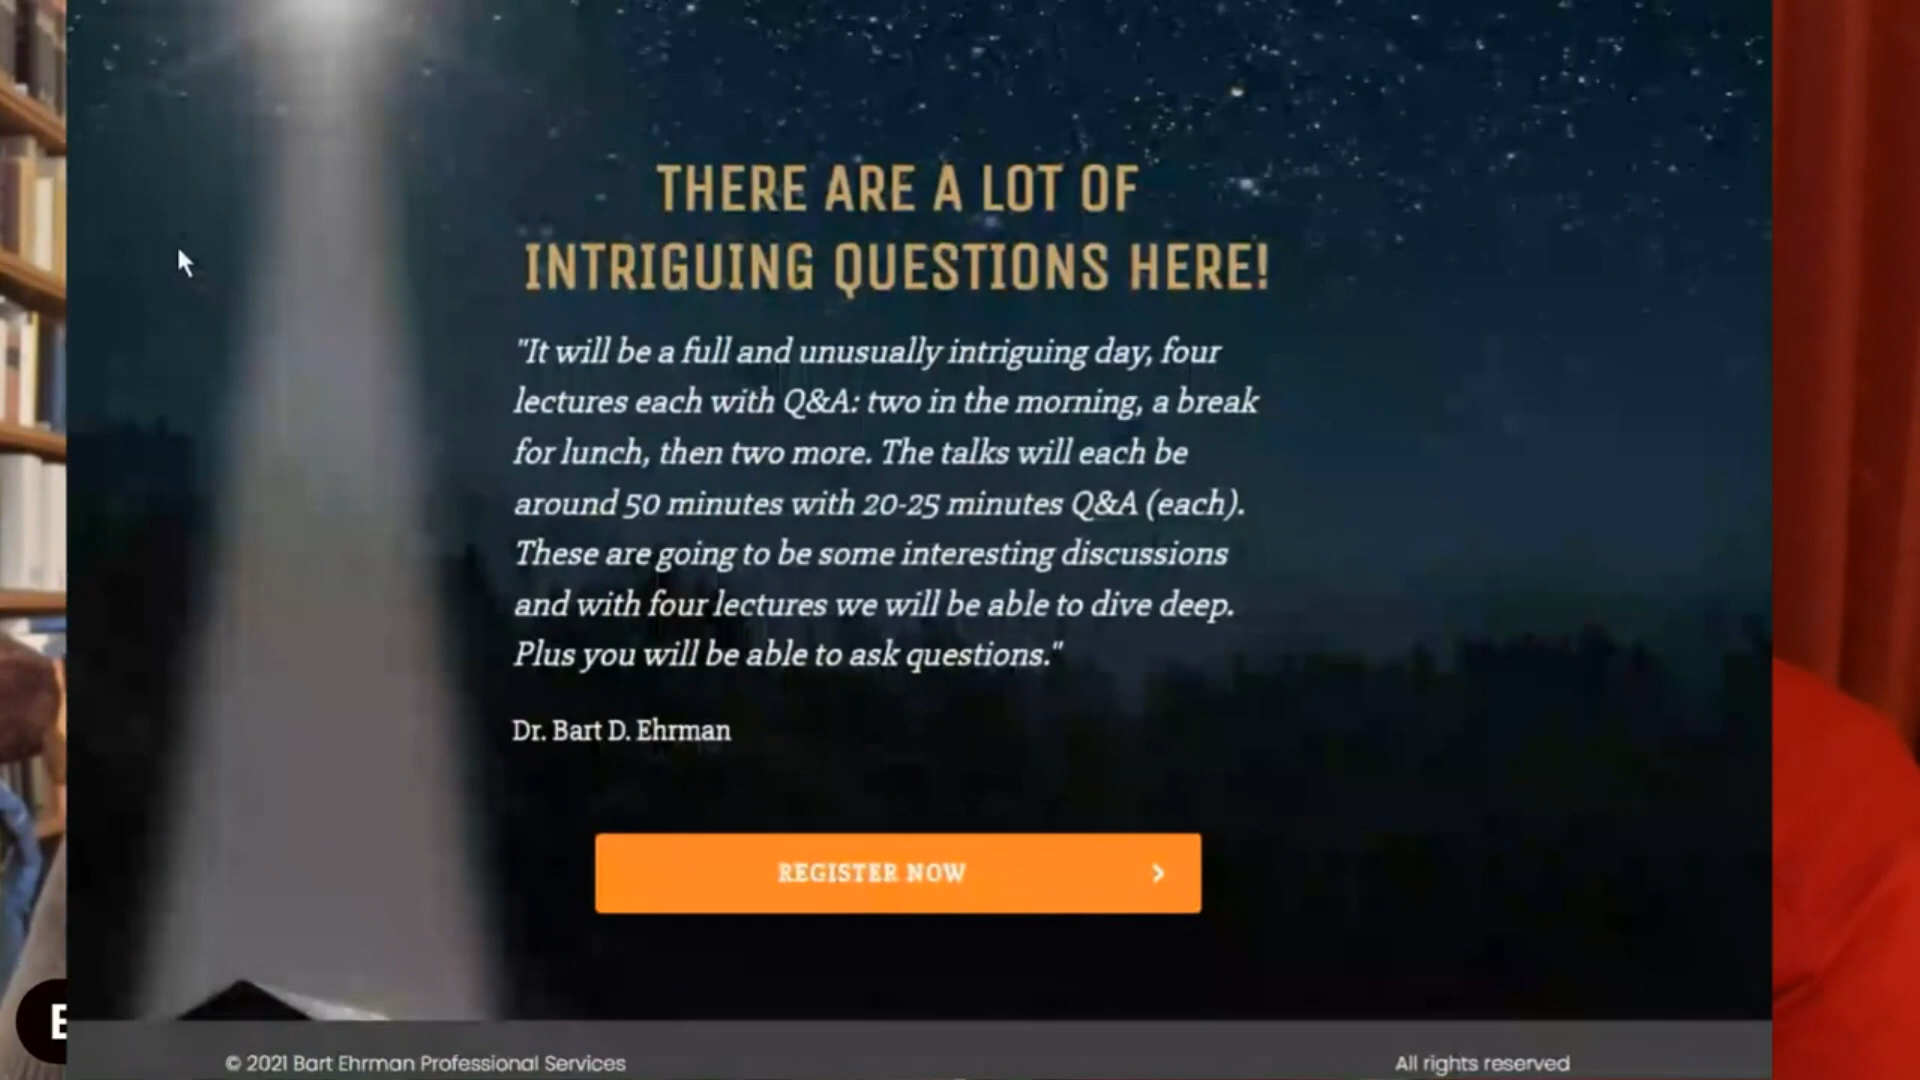 THERE ARE A LOT OF
INTRIGUING QUESTIONS HERE!
"It will be a full and unusually intriguing day, four
lectures each with Q&A: two in the morning, a break
for lunch, then two more. The talks will each be
around 50 minutes with 20-25 minutes Q&A (each).
These are going to be some interesting discussions
and with four lectures we will be able to dive deep.
Plus you will be able to ask questions."
Dr. Bart D. Ehrman
REGISTER NOW
© 2021 Bart Ehrman Professional Services
All rights reserved